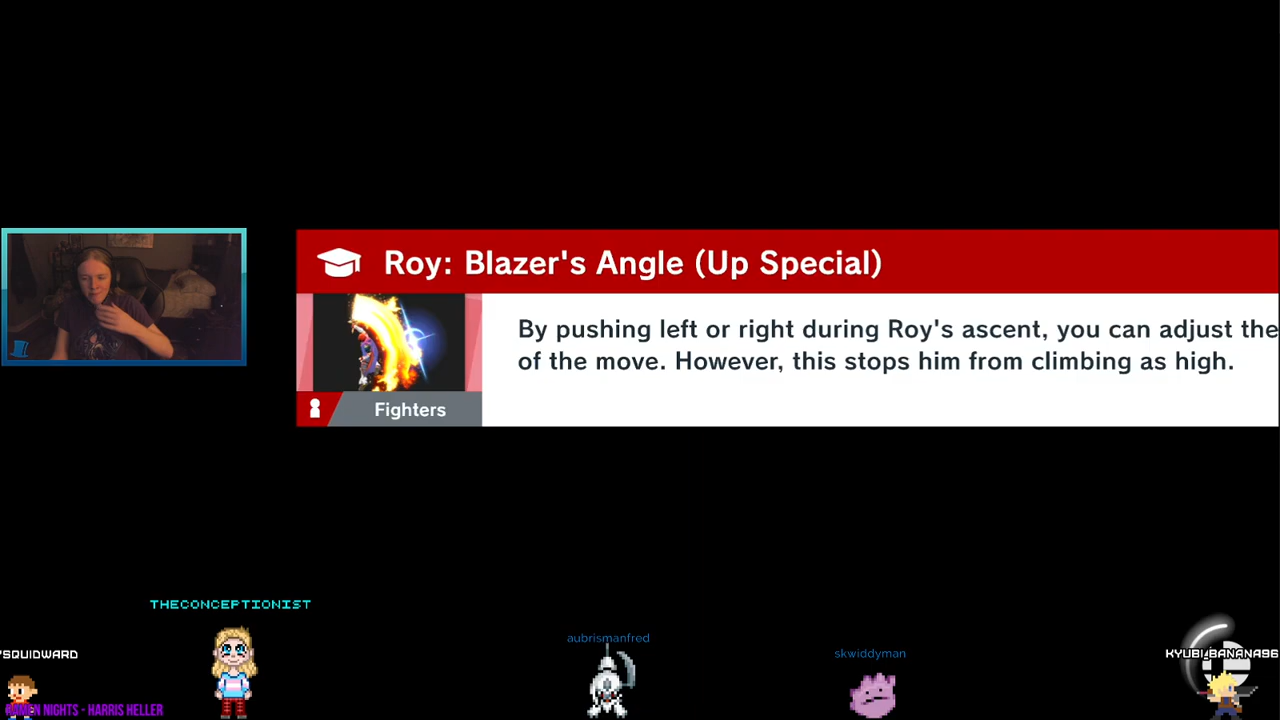 Roy: Blazer's Angle (Up Special)
By pushing left or right during Roy's ascent, you can adjust the
of the move. However, this stops him from climbing as high.
Fighters
THECONCEPTIONIST
aubrismanfred
skwiddyman
KYUBI_BANANA96
SQUIDWARD
NIGHTS - HARRIS HELLER